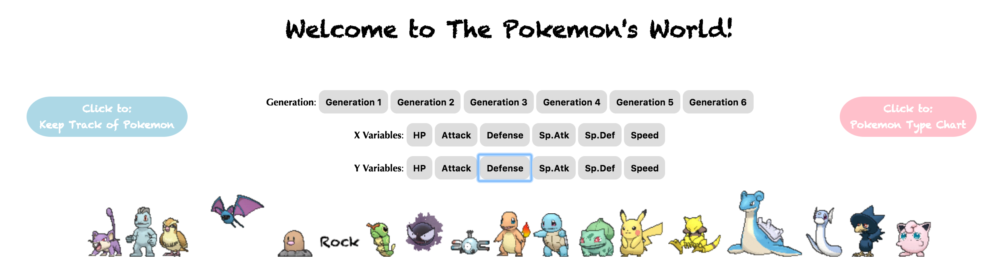 Welcome to The Pokemon's World!
Click to:
Keep Track of Pokemon
Generation: Generation 1 Generation 2 Generation 3 Generation 4 Generation 5 Generation 6
X Variables: HP Attack Defense Sp.Atk Sp.Def Speed
Y Variables: HP Attack Defense Sp.Atk Sp.Def Speed
Click to:
Pokemon Type Chart
Rock